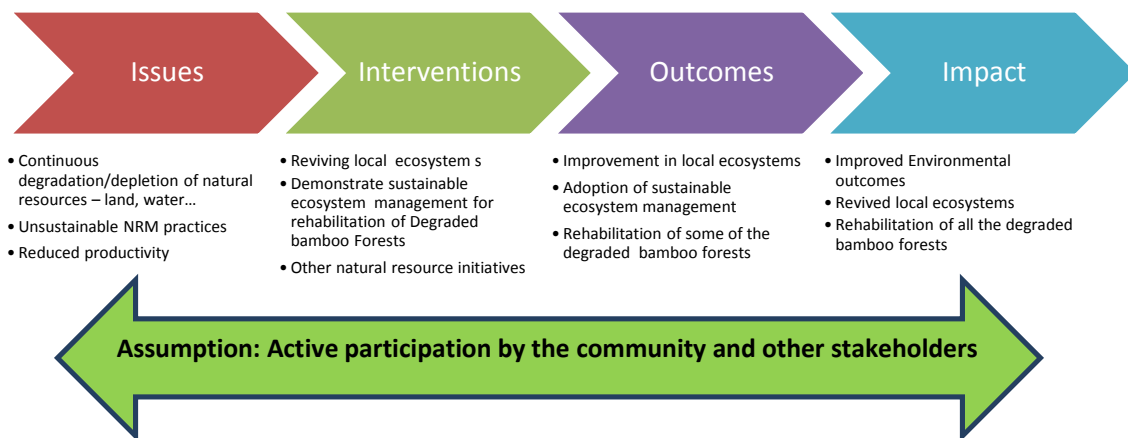 Issues
Interventions
Outcomes
Impact
• Continuous
degradation/depletion of natural
resources – land, water…
• Unsustainable NRM practices
• Reduced productivity
• Reviving local ecosystem s
• Demonstrate sustainable
ecosystem management for
rehabilitation of Degraded
bamboo Forests
• Other natural resource initiatives
• Improvement in local ecosystems
• Adoption of sustainable
ecosystem management
• Rehabilitation of some of the
degraded bamboo forests
• Improved Environmental
outcomes
• Revived local ecosystems
• Rehabilitation of all the degraded
bamboo forests
Assumption: Active participation by the community and other stakeholders